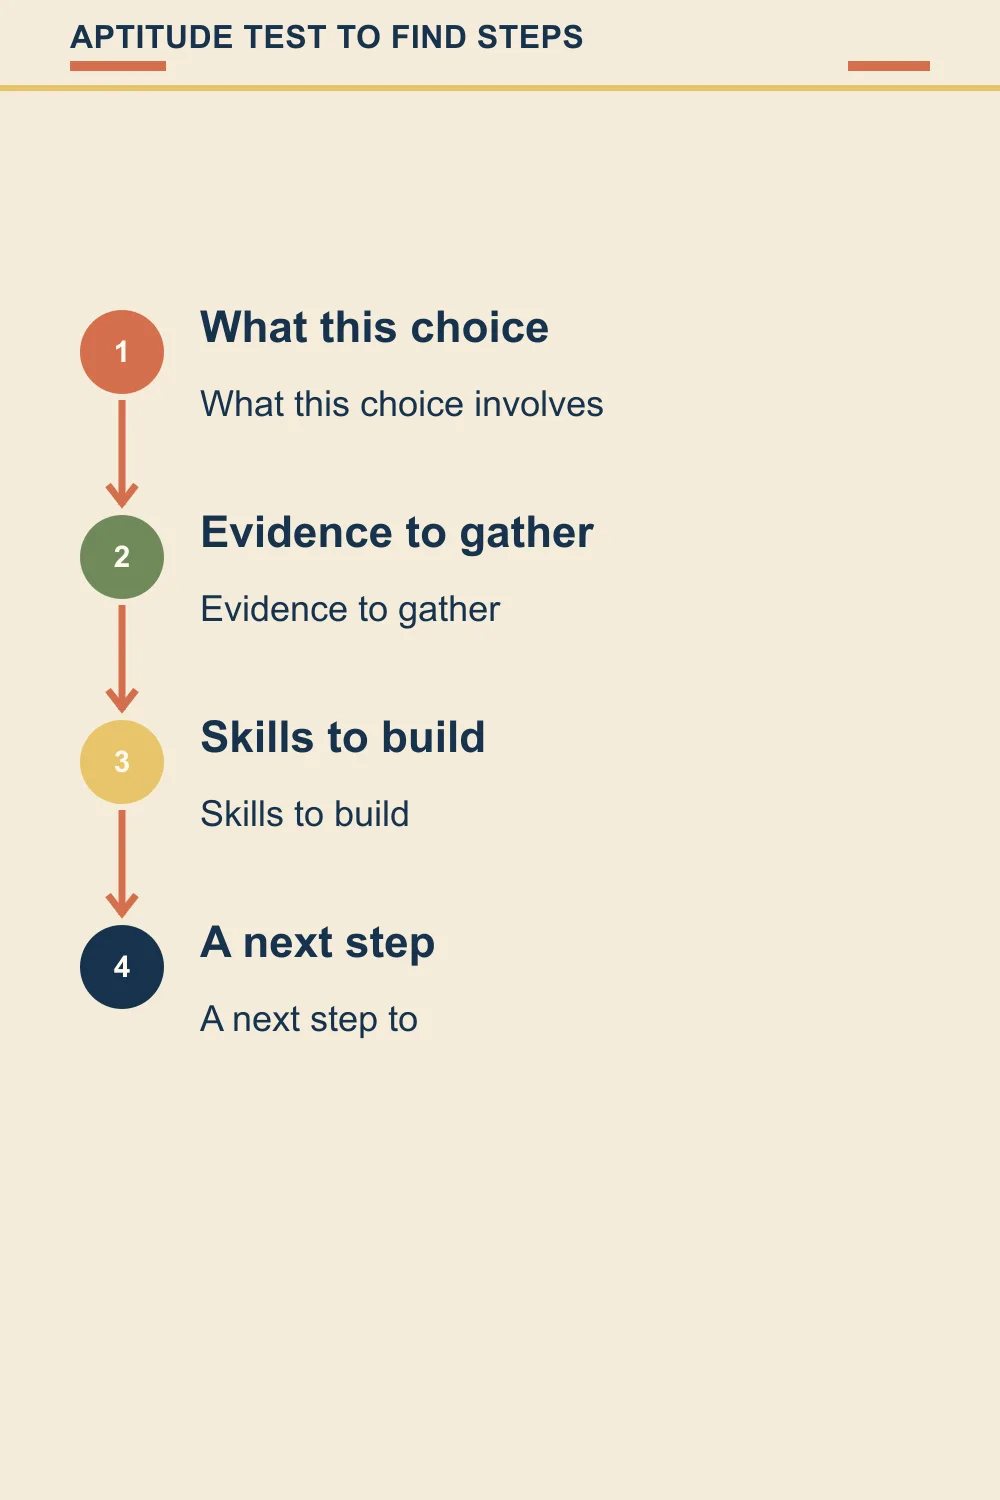 APTITUDE TEST TO FIND STEPS
1
What this choice
What this choice involves
2
Evidence to gather
Evidence to gather
3
Skills to build
Skills to build
4
A next step
A next step to